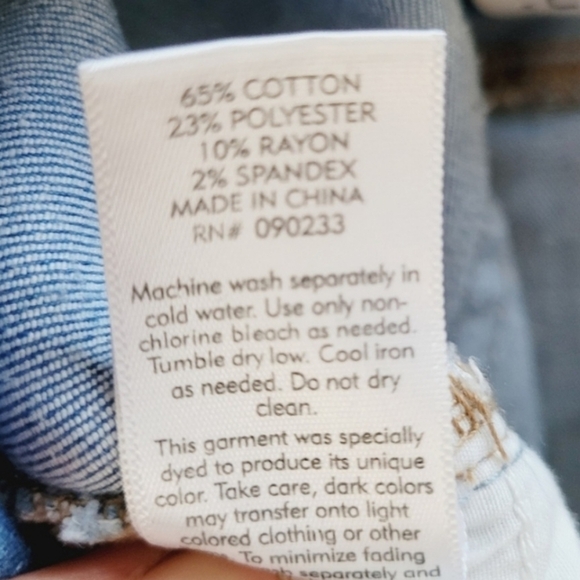 65% COTTON
23% POLYESTER
10% RAYON
2% SPANDEX
MADE IN CHINA
RN# 090233
Machine wash separately in
cold water. Use only non-
chlorine bleach as needed.
Tumble dry low. Cool iron
as needed. Do not dry
clean.
This garment was specially
dyed to produce its unique
color. Take care, dark colors
may transfer onto light
colored clothing or other
To minimize fading
separately and